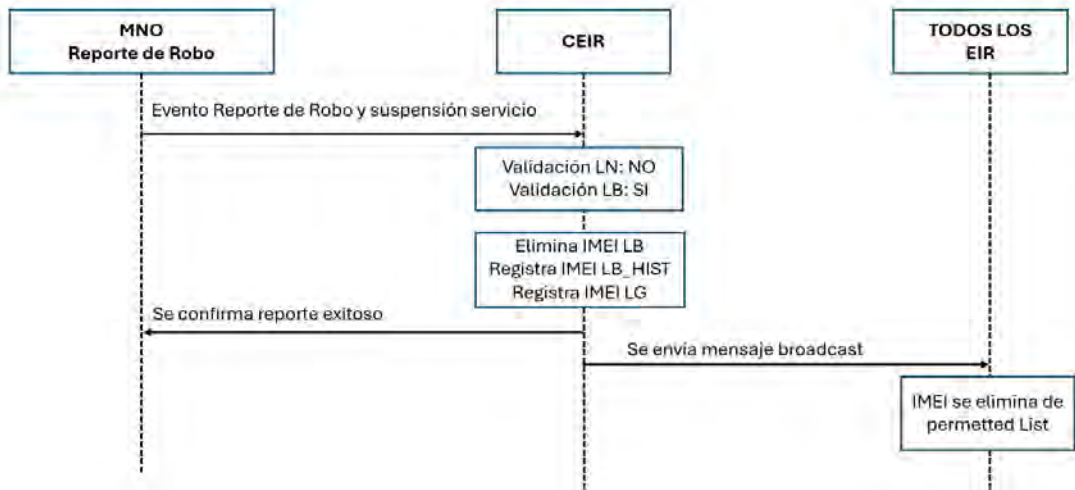 MNO
Reporte de Robo
CEIR
TODOS LOS
EIR
Evento Reporte de Robo y suspensión servicio
Validación LN: NO
Validación LB: SI
Elimina IMEI LB
Registra IMEI LB_HIST
Registra IMEI LG
Se confirma reporte exitoso
Se envia mensaje broadcast
IMEI se elimina de
permetted List